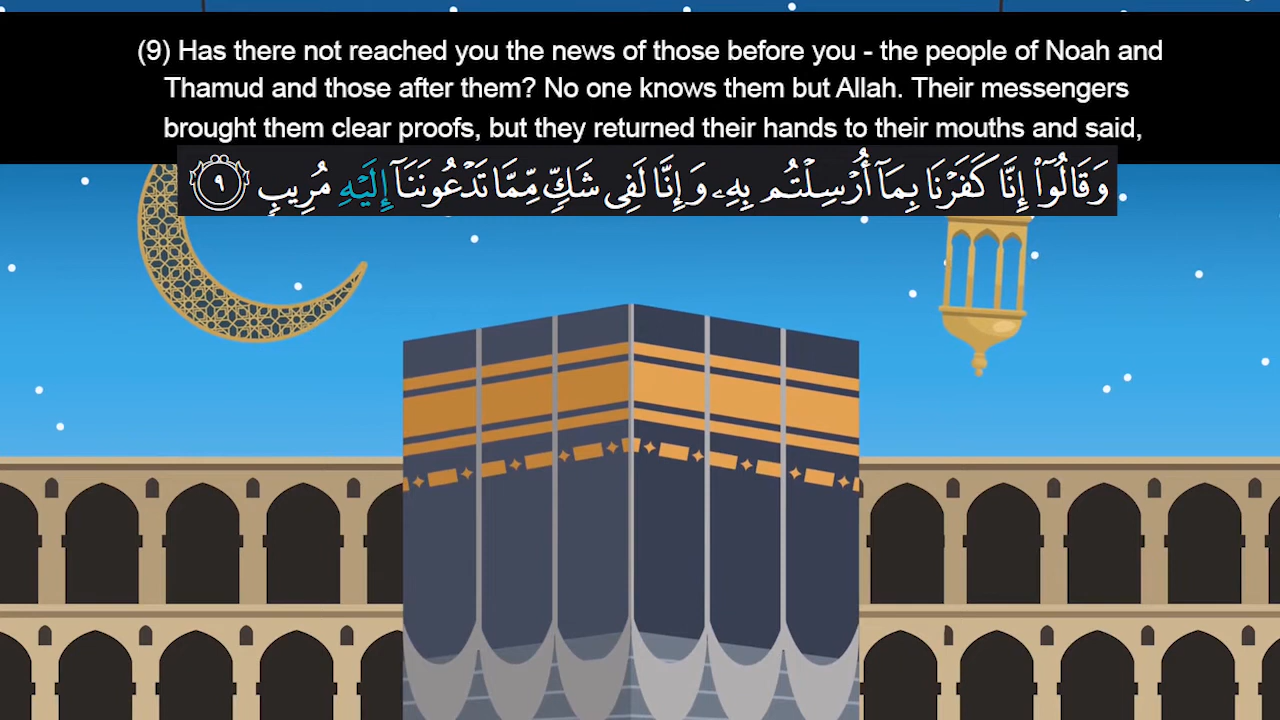 (9) Has there not reached you the news of those before you - the people of Noah and
Thamud and those after them? No one knows them but Allah. Their messengers
brought them clear proofs, but they returned their hands to their mouths and said,
وَقَالُوٓا۟ إِنَّا كَفَرْنَا بِمَآ أُرْسِلْتُم بِهِۦ وَإِنَّا لَفِى شَكٍّ مِّمَّا تَدْعُونَنَآ إِلَيْهِ مُرِيبٍ ٩